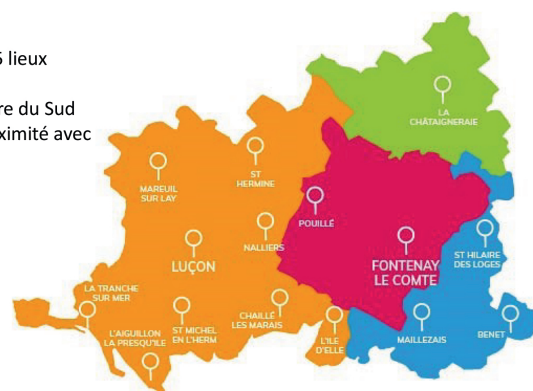 5 lieux
re du Sud
ximité avec
LA
CHÂTAIGNERAIE
ST
HERMINE
MAREUIL
SUR LAY
POUILLÉ
NALLIERS
LUÇON
FONTENAY
LE COMTE
ST HILAIRE
DES LOGES
LA TRANCHE
SUR MER
L'AIGUILLON
LA PRESQU'ILE
ST MICHEL
EN L'HERM
CHAILLÉ
LES MARAIS
L'ILE
D'ELLE
MAILLEZAIS
BENET